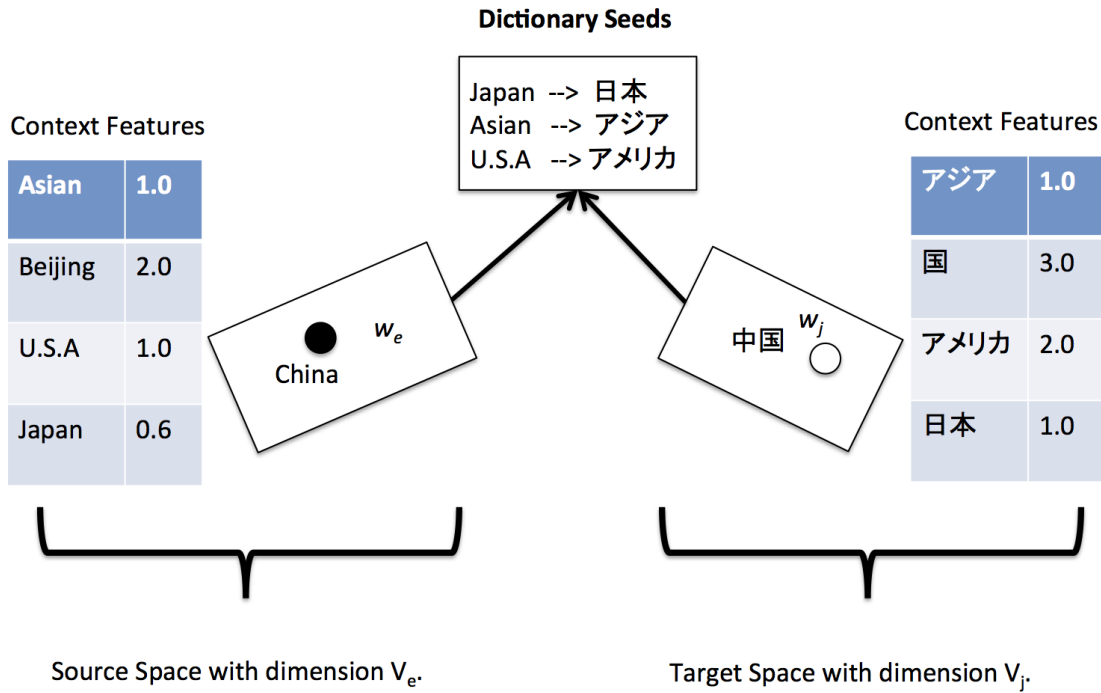 Dictionary Seeds
Japan --> 日本
Asian --> アジア
U.S.A --> アメリカ
Context Features
Asian 1.0
Beijing 2.0
U.S.A 1.0
Japan 0.6
we
China
中国 wj
Context Features
アジア 1.0
国 3.0
アメリカ 2.0
日本 1.0
Source Space with dimension Ve.
Target Space with dimension Vj.